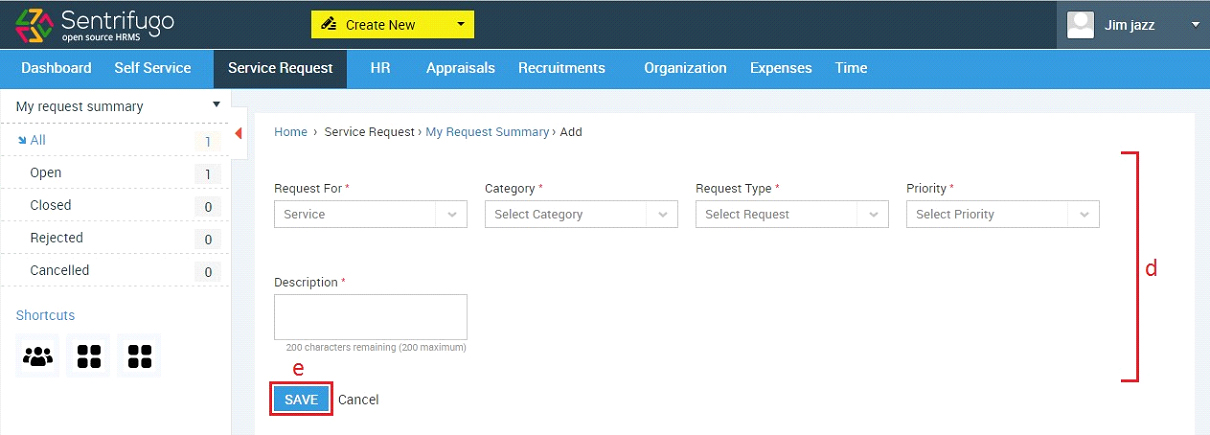 Sentrifugo
open source HRMS
Create New
Jim jazz
Dashboard Self Service Service Request HR Appraisals Recruitments Organization Expenses Time
My request summary
All 1
Open 1
Closed 0
Rejected 0
Cancelled 0
Shortcuts
Home › Service Request › My Request Summary › Add
Request For * Category * Request Type * Priority *
Service Select Category Select Request Select Priority
d
Description *
200 characters remaining (200 maximum)
e
SAVE Cancel